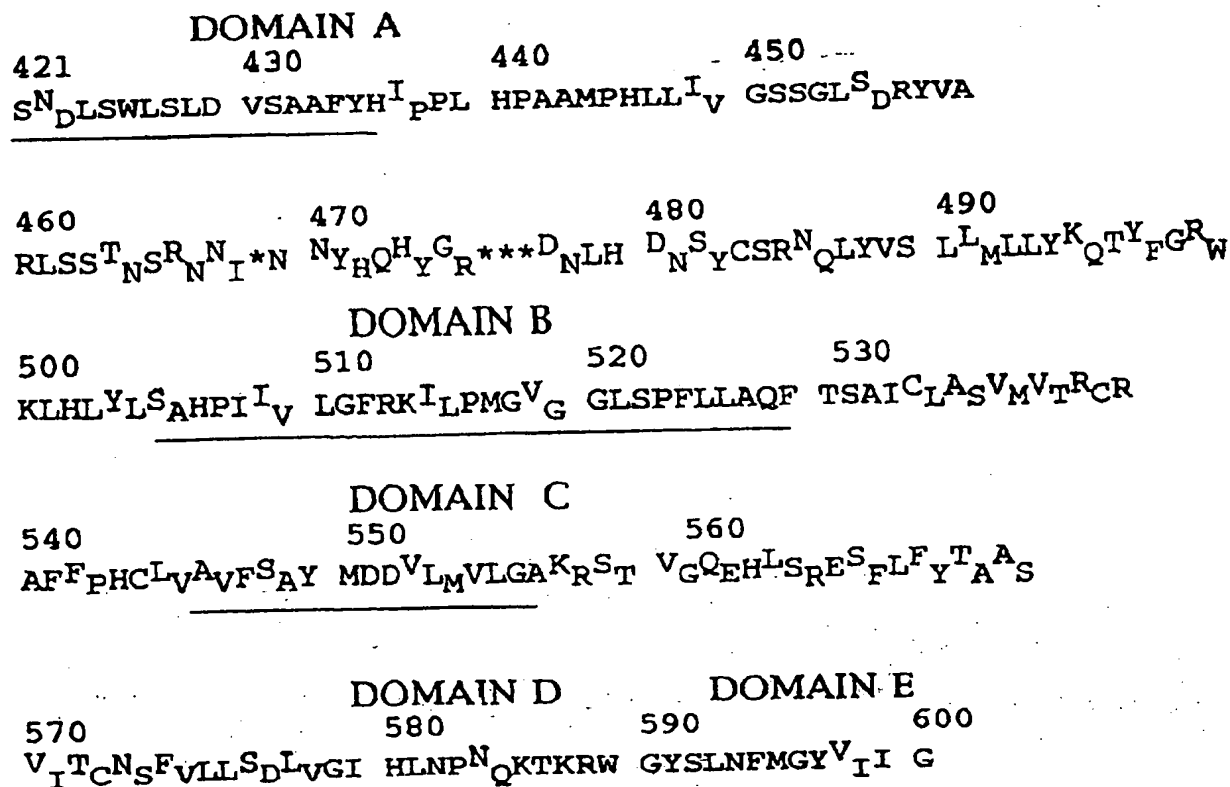 DOMAIN A
421 430 440 450
SNDLSWLSLD VSAAFYHIPPL HPAAMPHLLIV GSSGLSDRYVA
460 470 480 490
RLSSTNSRNNI*N NYHQHYGR***DNLH DNSYCSRNQLYVS LLMLLYKQTYFGRW
DOMAIN B
500 510 520 530
KLHLYLSAHPIIV LGFRKILPMGVG GLSPFLLAQF TSAICLASVMVTRCR
DOMAIN C
540 550 560
AFFPHCLVAVFSAY MDDVLMVLGAKRST VGQEHLSRESFLFYTAAS
DOMAIN D DOMAIN E
570 580 590 600
VITCNSFVLLSDLVGI HLNPNQKTKRW GYSLNFMGYVII G